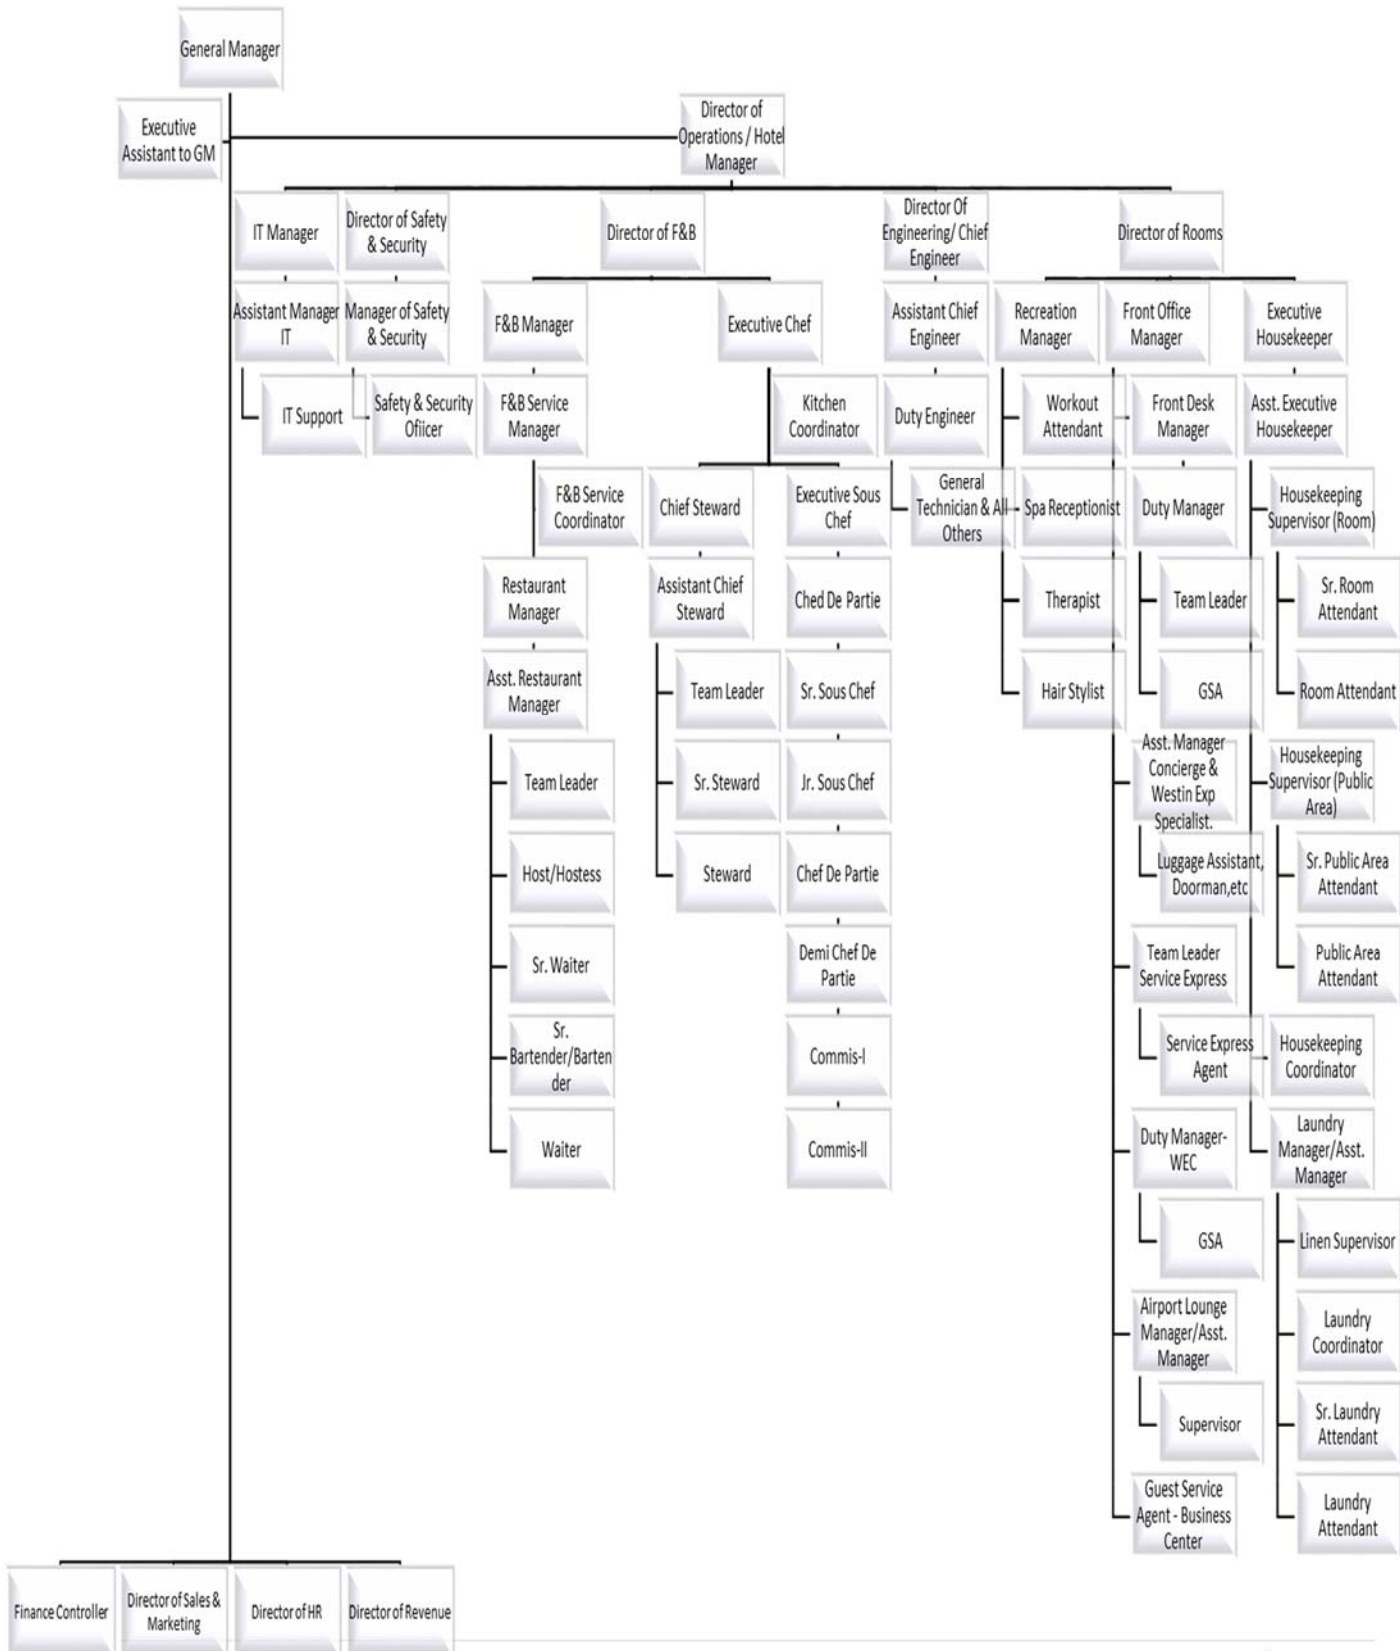 General Manager
Executive
Assistant to GM
Director of
Operations / Hotel
Manager
IT Manager
Director of Safety
& Security
Director of F&B
Director Of
Engineering/ Chief
Engineer
Director of Rooms
Assistant Manager
IT
Manager of Safety
& Security
F&B Manager
Executive Chef
Assistant Chief
Engineer
Recreation
Manager
Front Office
Manager
Executive
Housekeeper
IT Support
Safety & Security
Ofiicer
F&B Service
Manager
Kitchen
Coordinator
Duty Engineer
Workout
Attendant
Front Desk
Manager
Asst. Executive
Housekeeper
F&B Service
Coordinator
Chief Steward
Executive Sous
Chef
General
Technician & All
Others
Spa Receptionist
Duty Manager
Housekeeping
Supervisor (Room)
Restaurant
Manager
Assistant Chief
Steward
Ched De Partie
Therapist
Team Leader
Sr. Room
Attendant
Asst. Restaurant
Manager
Team Leader
Sr. Sous Chef
Hair Stylist
GSA
Room Attendant
Team Leader
Sr. Steward
Jr. Sous Chef
Asst. Manager
Concierge &
Westin Exp
Specialist.
Housekeeping
Supervisor (Public
Area)
Host/Hostess
Steward
Chef De Partie
Luggage Assistant,
Doorman,etc
Sr. Public Area
Attendant
Sr. Waiter
Demi Chef De
Partie
Team Leader
Service Express
Public Area
Attendant
Sr.
Bartender/Barten
der
Commis-I
Service Express
Agent
Housekeeping
Coordinator
Waiter
Commis-II
Duty Manager-
WEC
Laundry
Manager/Asst.
Manager
GSA
Linen Supervisor
Airport Lounge
Manager/Asst.
Manager
Laundry
Coordinator
Supervisor
Sr. Laundry
Attendant
Guest Service
Agent - Business
Center
Laundry
Attendant
Finance Controller
Director of Sales &
Marketing
Director of HR
Director of Revenue